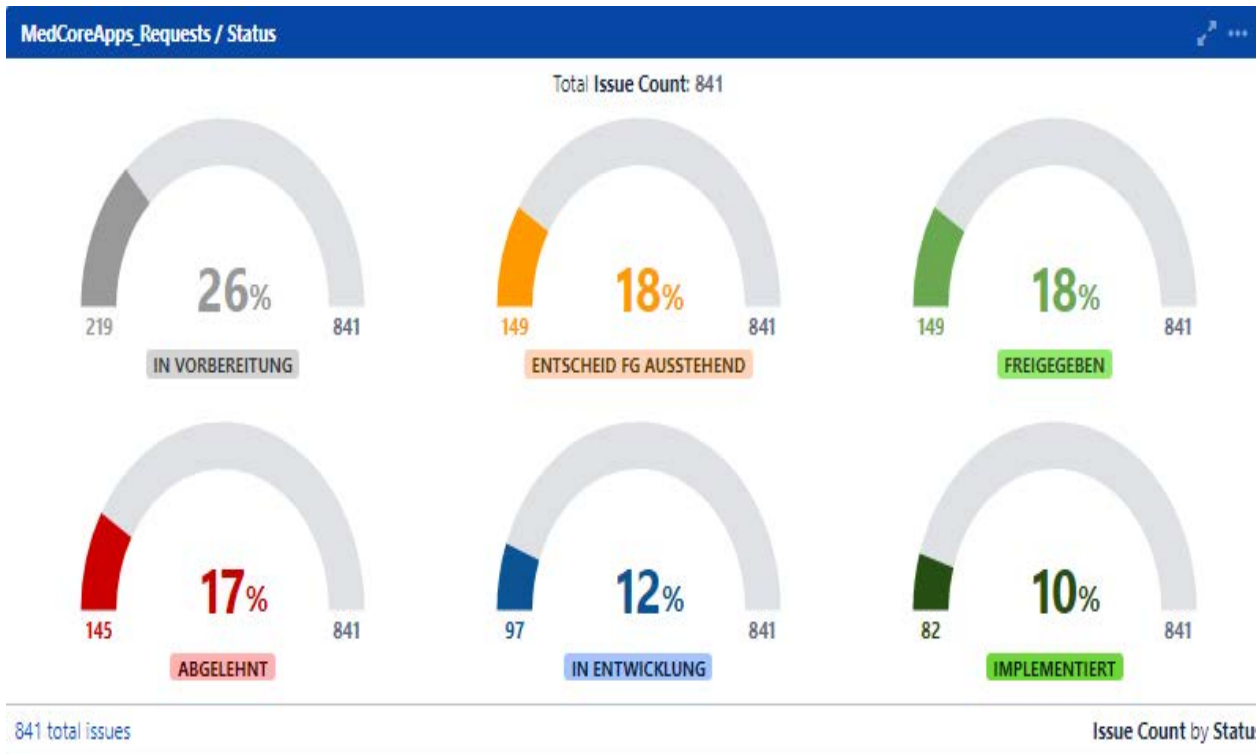 MedCoreApps_Requests / Status
Total Issue Count: 841
26%
219 841
IN VORBEREITUNG
18%
149 841
ENTSCHEID FG AUSSTEHEND
18%
149 841
FREIGEGEBEN
17%
145 841
ABGELEHNT
12%
97 841
IN ENTWICKLUNG
10%
82 841
IMPLEMENTIERT
841 total issues
Issue Count by Status